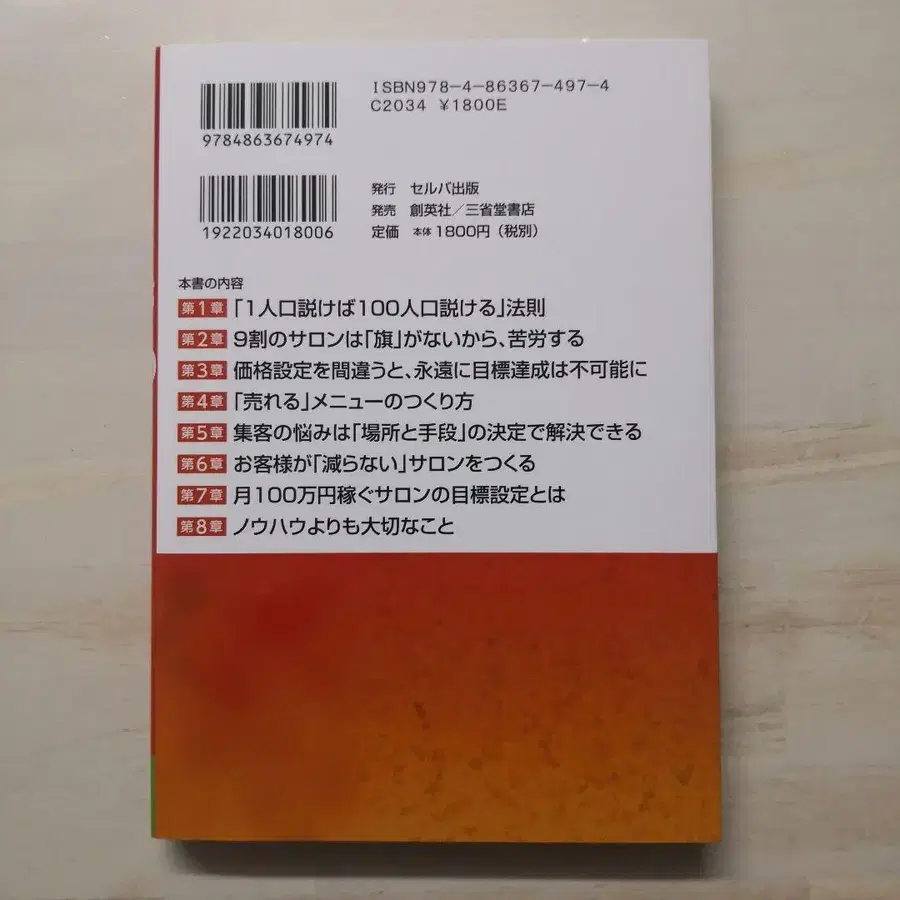 ISBN978-4-86367-497-4
C2034 ¥1800E
9784863674974
1922034018006
発行 セルバ出版
発売 創英社／三省堂書店
定価 本体1800円（税別）
本書の内容
第1章 「1人口説けば100人口説ける」法則
第2章 9割のサロンは「旗」がないから、苦労する
第3章 価格設定を間違うと、永遠に目標達成は不可能に
第4章 「売れる」メニューのつくり方
第5章 集客の悩みは「場所と手段」の決定で解決できる
第6章 お客様が「減らない」サロンをつくる
第7章 月100万円稼ぐサロンの目標設定とは
第8章 ノウハウよりも大切なこと